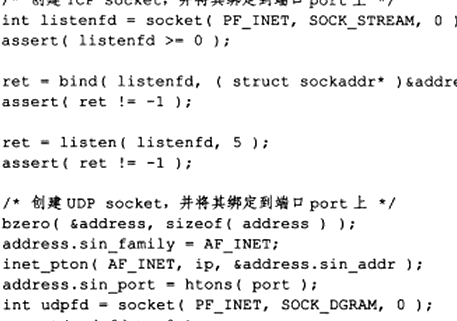 /* 创建 TCP socket，并将其绑定到端口 port 上 */
int listenfd = socket( PF_INET, SOCK_STREAM, 0 )
assert( listenfd >= 0 );
ret = bind( listenfd, ( struct sockaddr* )&addre
assert( ret != -1 );
ret = listen( listenfd, 5 );
assert( ret != -1 );
/* 创建 UDP socket，并将其绑定到端口 port 上 */
bzero( &address, sizeof( address ) );
address.sin_family = AF_INET;
inet_pton( AF_INET, ip, &address.sin_addr );
address.sin_port = htons( port );
int udpfd = socket( PF_INET, SOCK_DGRAM, 0 );